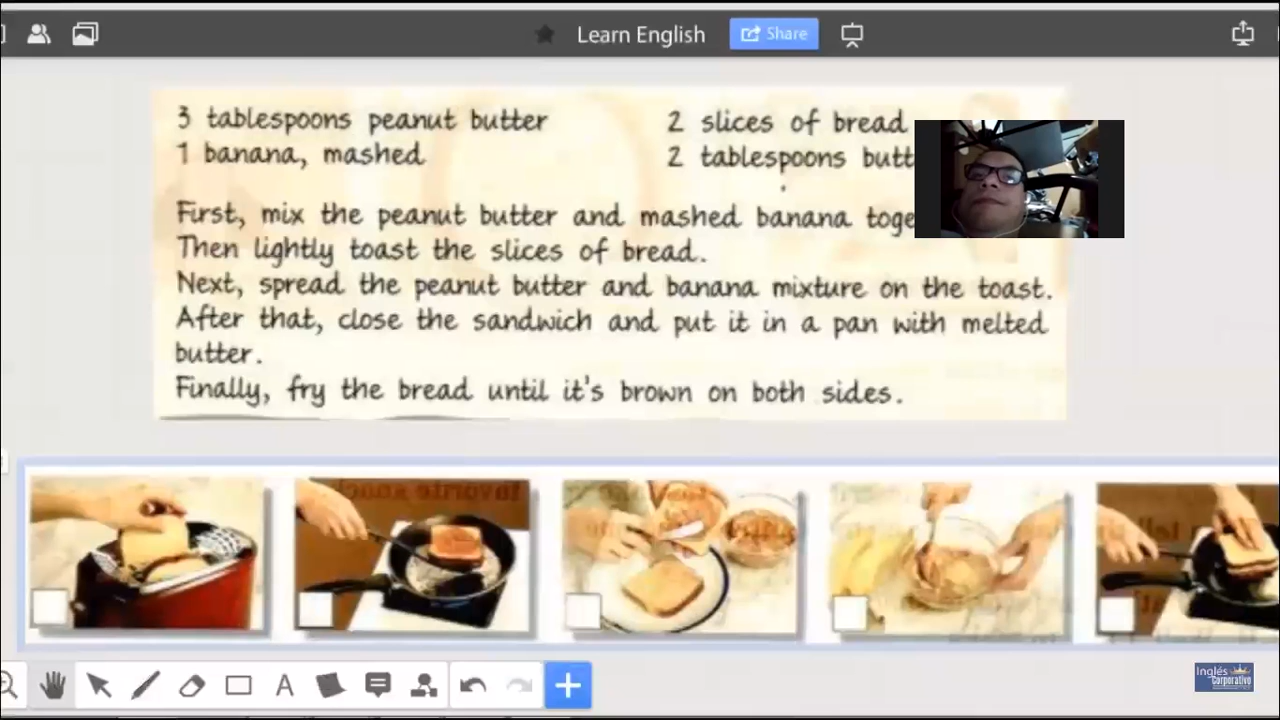 Learn English
Share
3 tablespoons peanut butter
2 slices of bread
1 banana, mashed
2 tablespoons
First, mix the peanut butter and mashed banana
Then lightly toast the slices of bread.
Next, spread the peanut butter and banana mixture on the toast.
After that, close the sandwich and put it in a pan with melted
butter.
Finally, fry the bread until it's brown on both sides.
A
Inglés
Corporativo